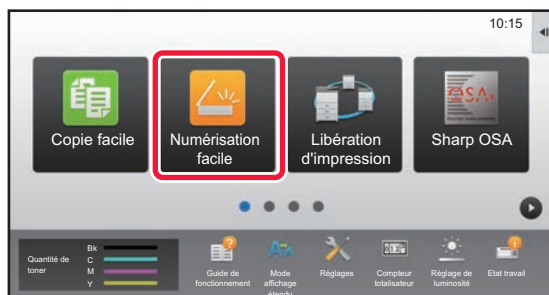 10:15
Copie facile
Numérisation
facile
Libération
d'impression
OSA
Sharp OSA
Quantité de
toner
Bk
C
M
Y
Guide de
fonctionnement
Mode
affichage
étendu
Réglages
Compteur
totalisateur
Réglage de
luminosité
Etat travail